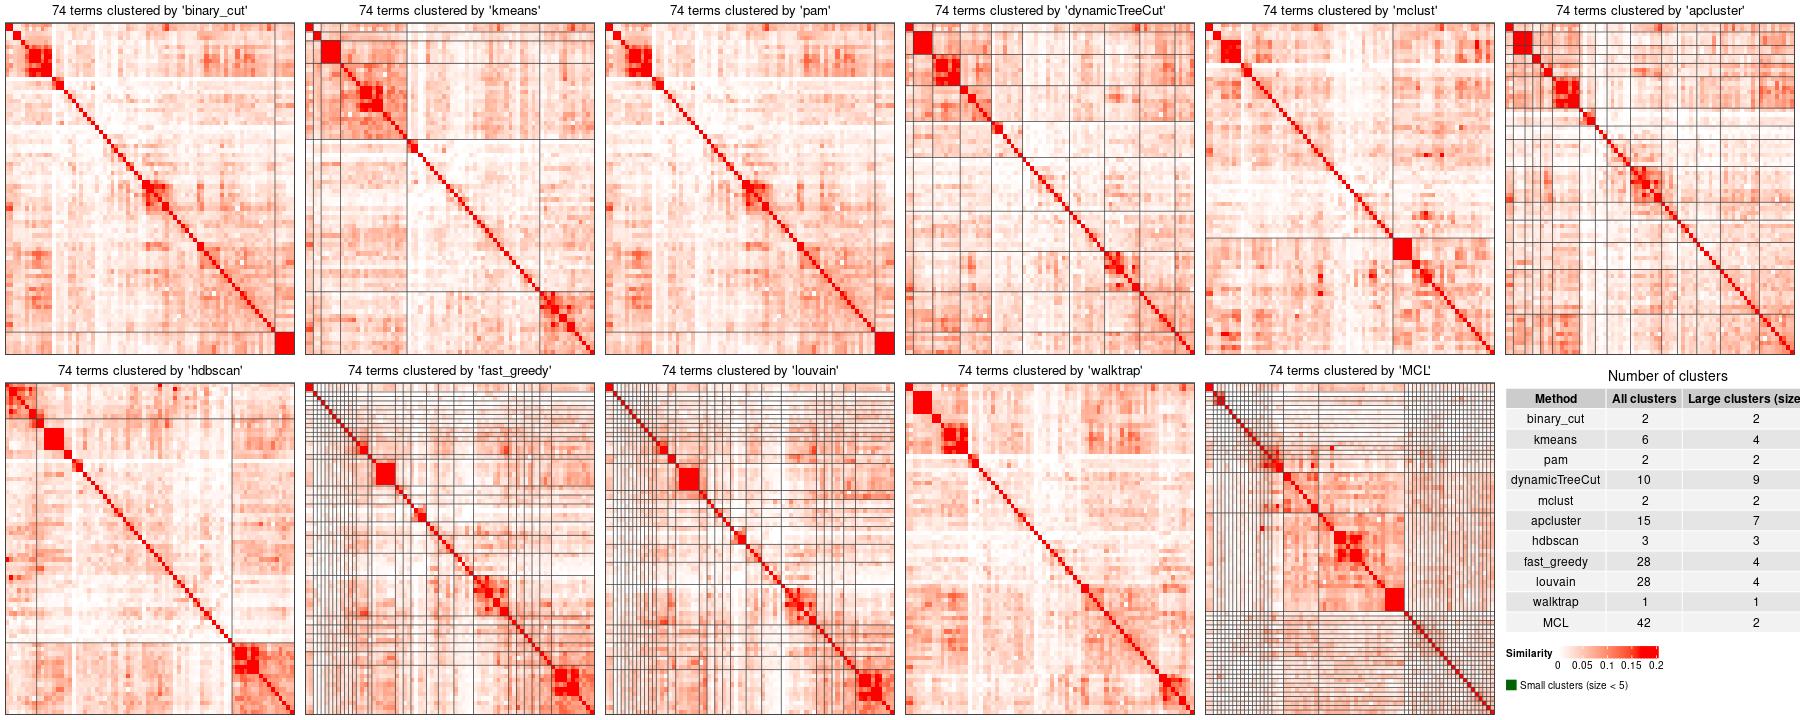 74 terms clustered by 'binary_cut'
74 terms clustered by 'kmeans'
74 terms clustered by 'pam'
74 terms clustered by 'dynamicTreeCut'
74 terms clustered by 'mclust'
74 terms clustered by 'apcluster'
74 terms clustered by 'hdbscan'
74 terms clustered by 'fast_greedy'
74 terms clustered by 'louvain'
74 terms clustered by 'walktrap'
74 terms clustered by 'MCL'
Number of clusters
Method All clusters Large clusters (size
binary_cut 2 2
kmeans 6 4
pam 2 2
dynamicTreeCut 10 9
mclust 2 2
apcluster 15 7
hdbscan 3 3
fast_greedy 28 4
louvain 28 4
walktrap 1 1
MCL 42 2
Similarity
0 0.05 0.1 0.15 0.2
Small clusters (size < 5)